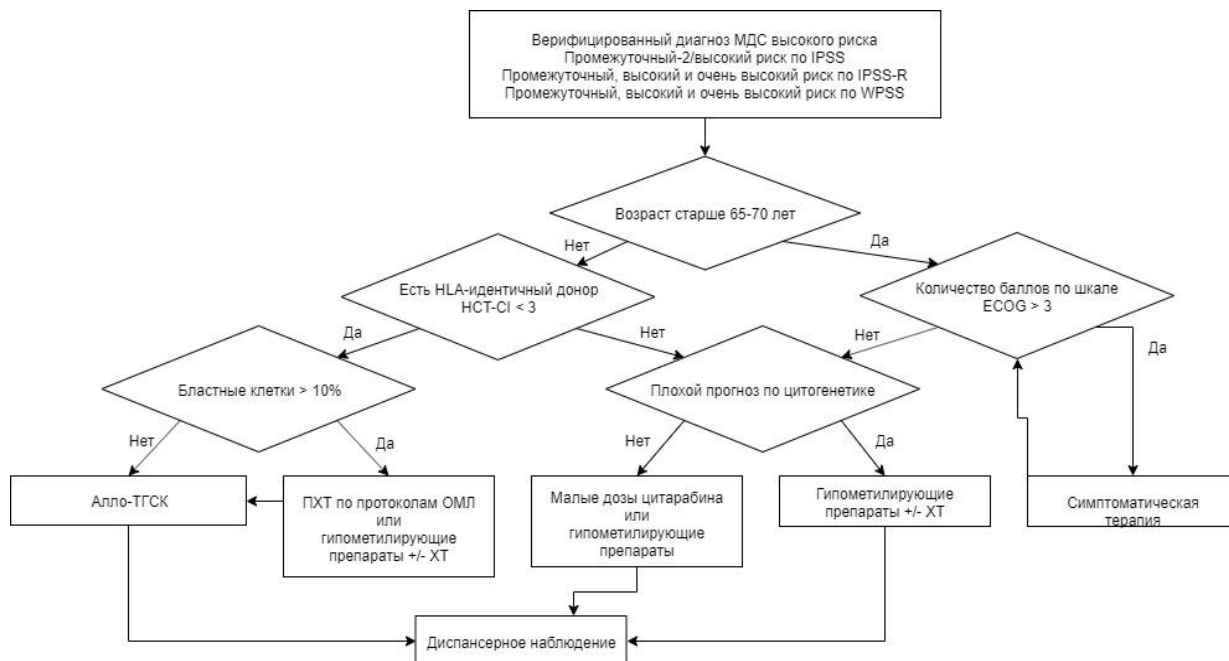 Верифицированный диагноз МДС высокого риска
Промежуточный-2/высокий риск по IPSS
Промежуточный, высокий и очень высокий риск по IPSS-R
Промежуточный, высокий и очень высокий риск по WPSS
Возраст старше 65-70 лет
Нет
Да
Есть HLA-идентичный донор
HCT-CI < 3
Количество баллов по шкале
ECOG > 3
Да
Нет
Нет
Да
Бластные клетки > 10%
Плохой прогноз по цитогенетике
Нет
Да
Нет
Да
Алло-ТГСК
ПХТ по протоколам ОМЛ
или
гипометилирующие
препараты +/- ХТ
Малые дозы цитарабина
или
гипометилирующие
препараты
Гипометилирующие
препараты +/- ХТ
Симптоматическая
терапия
Диспансерное наблюдение